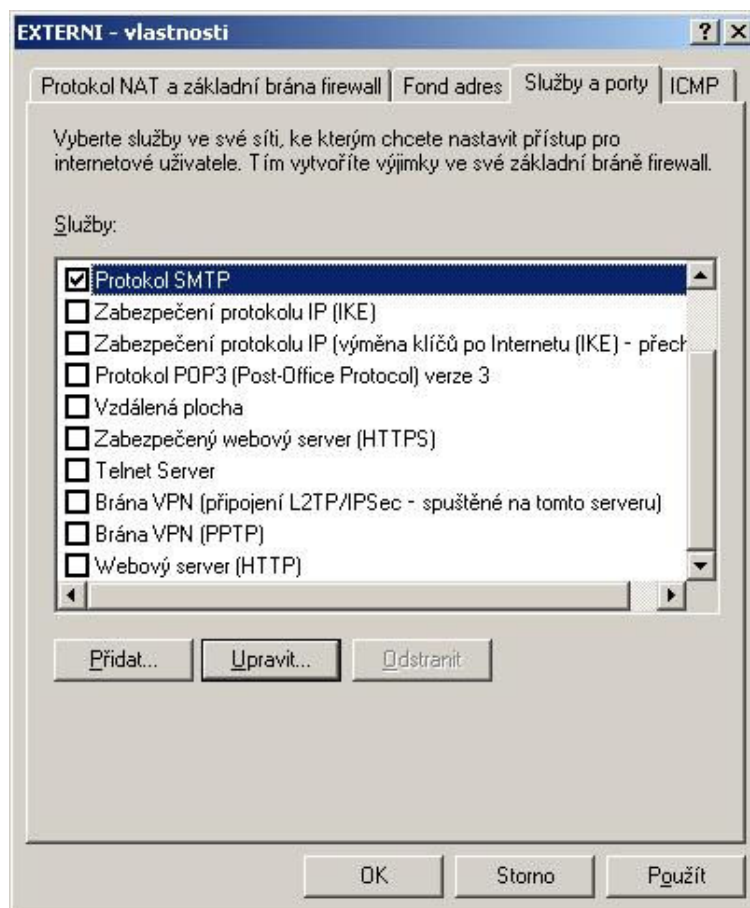 EXTERNI - vlastnosti
Protokol NAT a základní brána firewall
Fond adres
Služby a porty
ICMP
Vyberte služby ve své síti, ke kterým chcete nastavit přístup pro
internetové uživatele. Tím vytvoříte výjimky ve své základní bráně firewall.
Služby:
Protokol SMTP
Zabezpečení protokolu IP (IKE)
Zabezpečení protokolu IP (výměna klíčů po Internetu (IKE) - přech
Protokol POP3 (Post-Office Protocol) verze 3
Vzdálená plocha
Zabezpečený webový server (HTTPS)
Telnet Server
Brána VPN (připojení L2TP/IPSec - spuštěné na tomto serveru)
Brána VPN (PPTP)
Webový server (HTTP)
Přidat...
Upravit...
Odstranit
OK
Storno
Použít